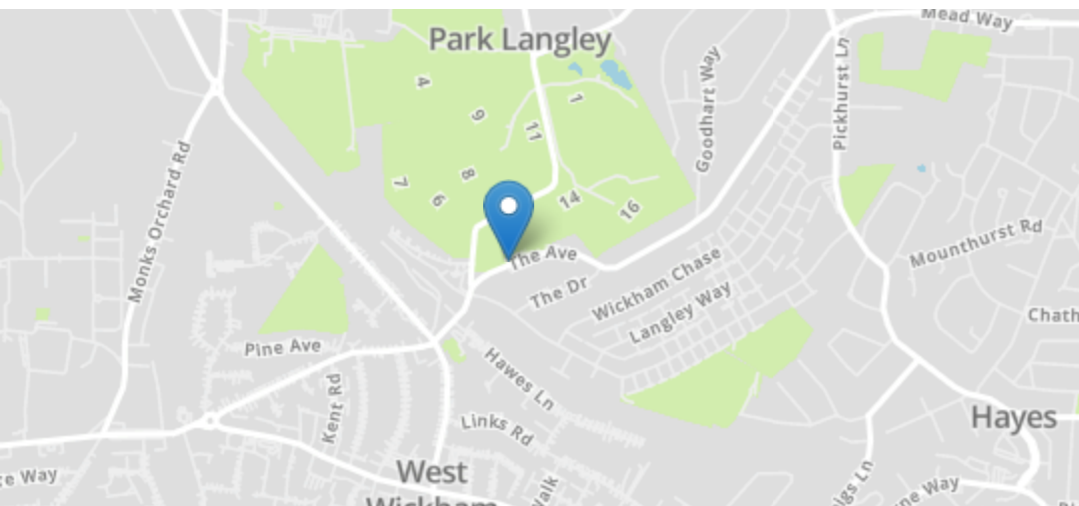 Mead Way
Park Langley
Pickhurst Ln
Goodhart Way
4
1
9
11
Monks Orchard Rd
8
7
6
14
16
The Ave
Mounthurst Rd
Wickham Chase
The Dr
Langley Way
Chath
Pine Ave
Hawes Ln
Kent Rd
Links Rd
Hayes
West
Wickham